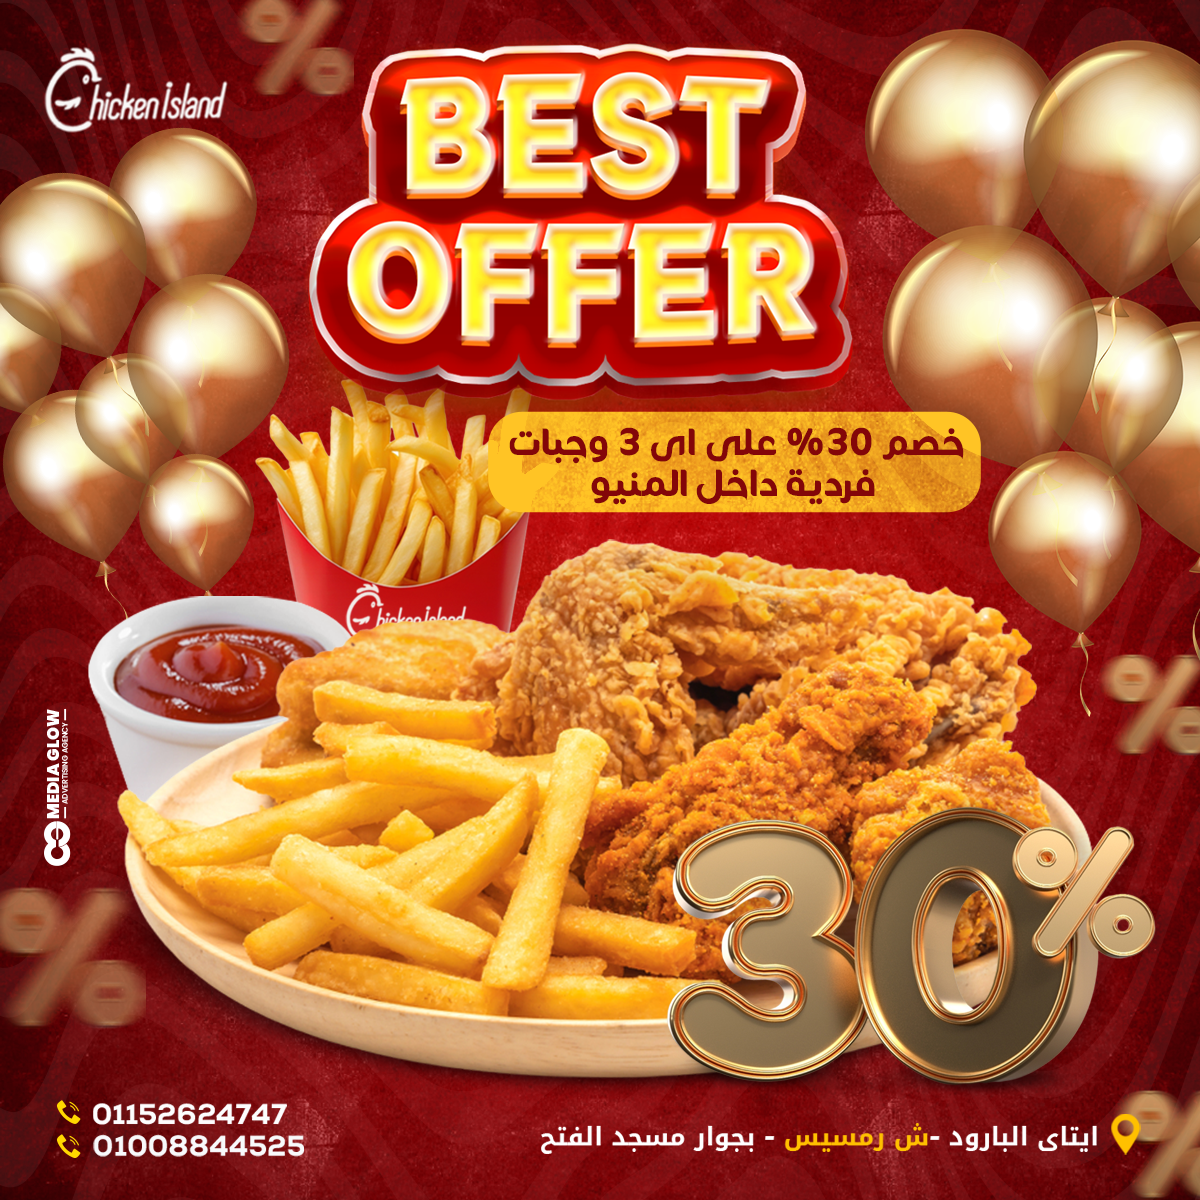 Chicken island
BEST
OFFER
خصم 30% على اى 3 وجبات
فردية داخل المنيو
Chicken island
30%
MEDIA GLOW
ADVERTISING AGENCY
01152624747
01008844525
ايتاى البارود -ش رمسيس - بجوار مسجد الفتح